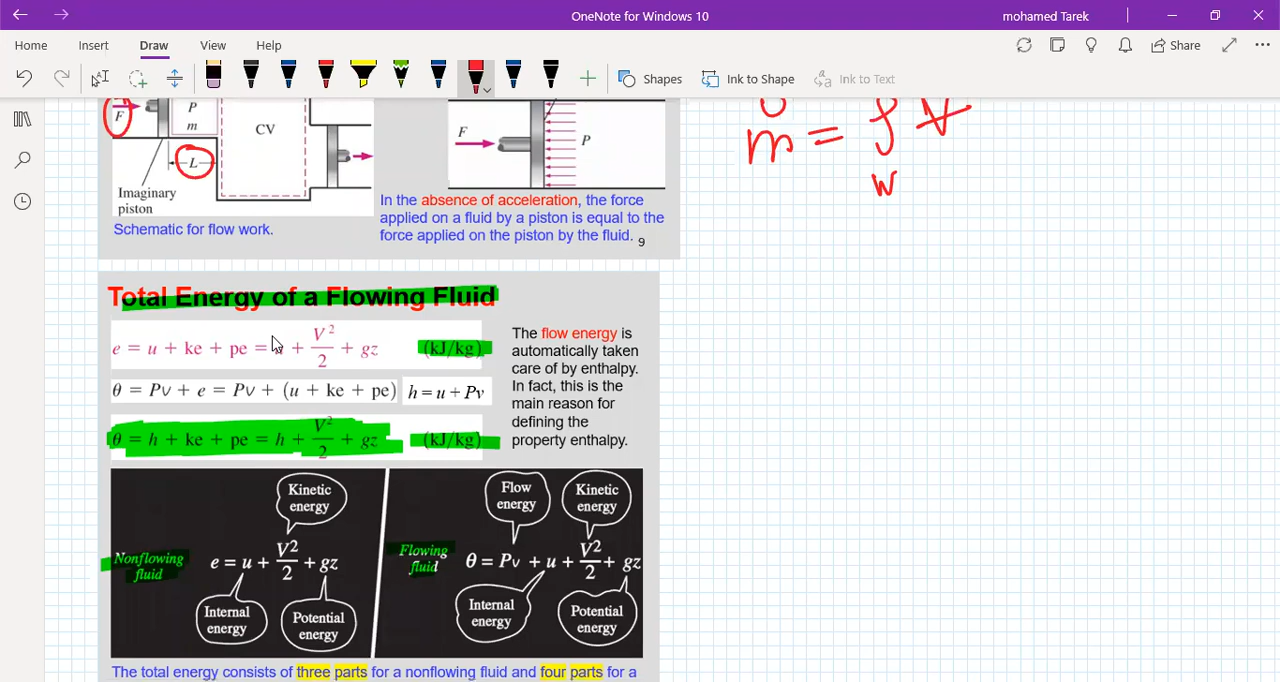 OneNote for Windows 10
mohamed Tarek
Home Insert Draw View Help
Share
Shapes
Ink to Shape
Ink to Text
F
P
m
CV
L
Imaginary
piston
Schematic for flow work.
F
P
In the absence of acceleration, the force
applied on a fluid by a piston is equal to the
force applied on the piston by the fluid. 9
m = ρ V
w
Total Energy of a Flowing Fluid
e = u + ke + pe = u + V²/2 + gz (kJ/kg)
θ = Pv + e = Pv + (u + ke + pe) h = u + Pv
θ = h + ke + pe = h + V²/2 + gz (kJ/kg)
The flow energy is
automatically taken
care of by enthalpy.
In fact, this is the
main reason for
defining the
property enthalpy.
Kinetic
energy
Nonflowing
fluid
e = u + V²/2 + gz
Internal
energy
Potential
energy
Flow
energy
Kinetic
energy
Flowing
fluid
θ = Pv + u + V²/2 + gz
Internal
energy
Potential
energy
The total energy consists of three parts for a nonflowing fluid and four parts for a